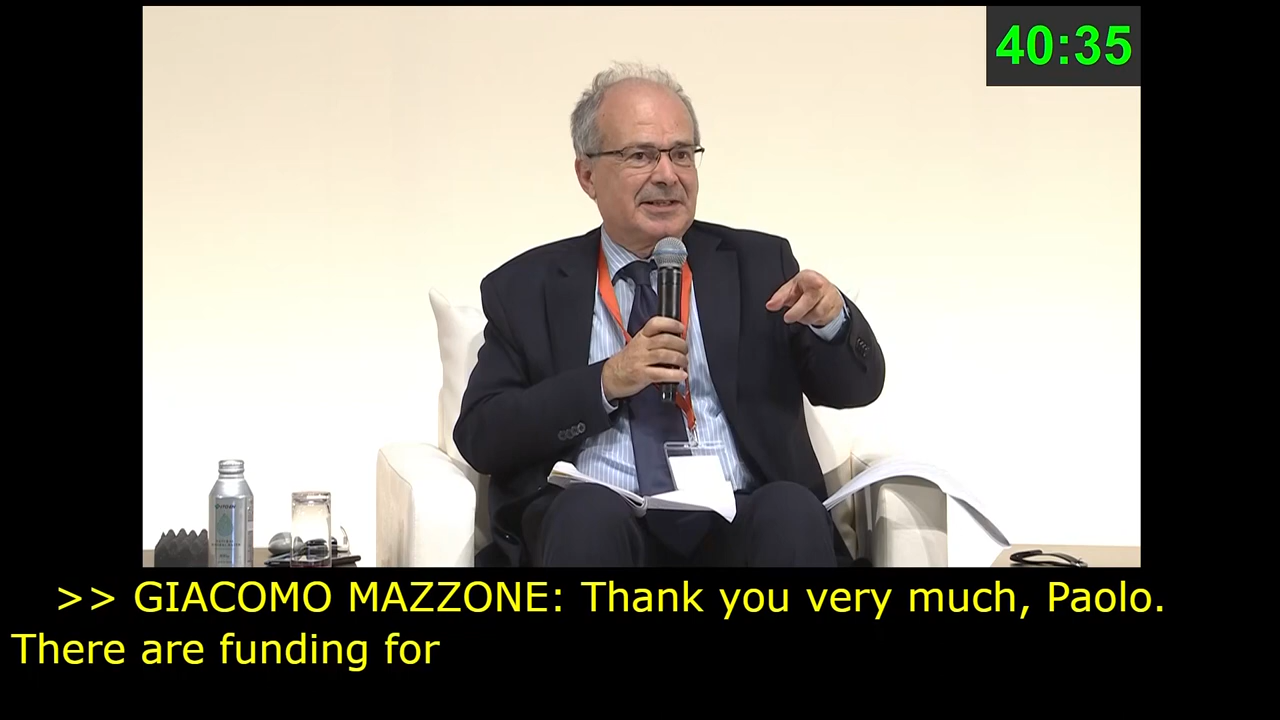 40:35
>> GIACOMO MAZZONE: Thank you very much, Paolo.
There are funding for